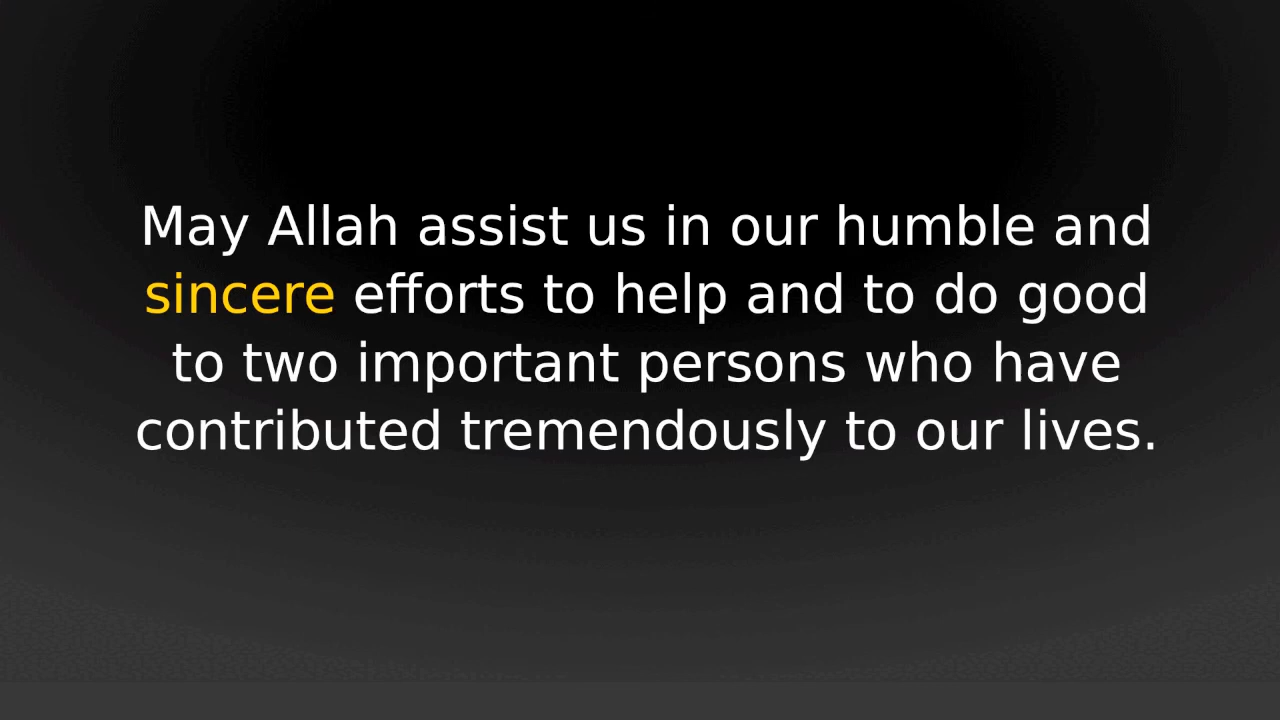 May Allah assist us in our humble and
sincere efforts to help and to do good
to two important persons who have
contributed tremendously to our lives.